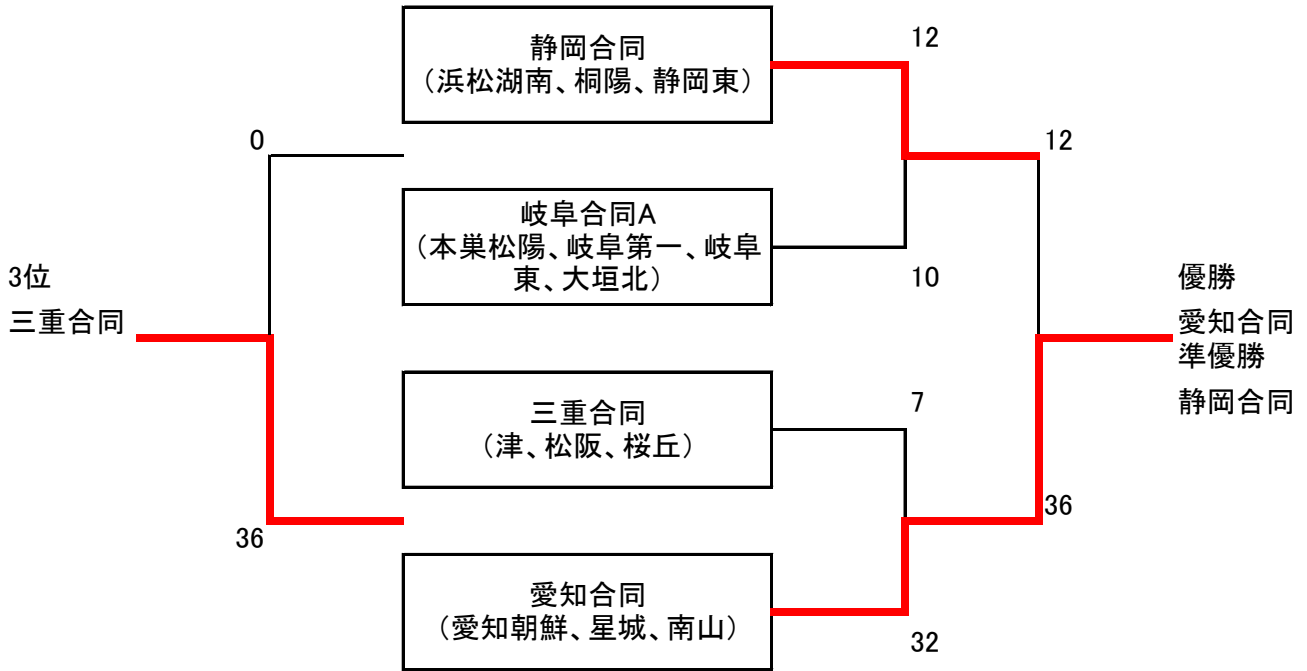 静岡合同
（浜松湖南、桐陽、静岡東）
12
0
12
岐阜合同A
（本巣松陽、岐阜第一、岐阜
東、大垣北）
10
3位
三重合同
優勝
愛知合同
準優勝
静岡合同
三重合同
（津、松阪、桜丘）
7
36
36
愛知合同
（愛知朝鮮、星城、南山）
32